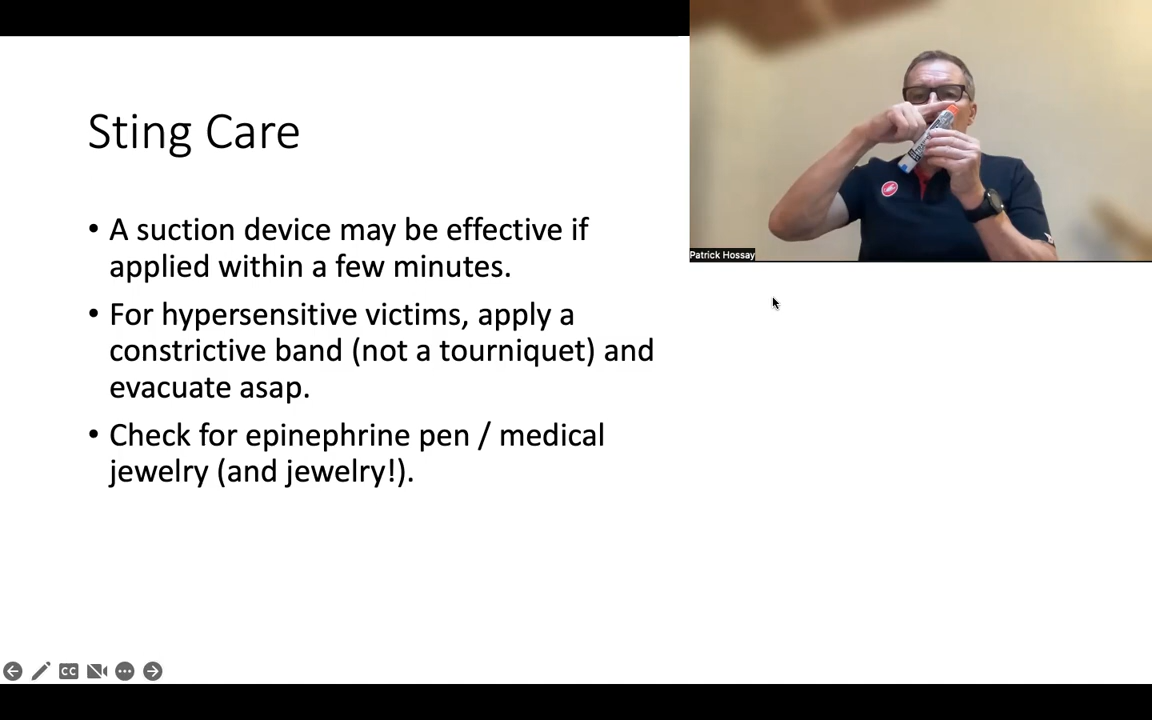 Sting Care
• A suction device may be effective if
applied within a few minutes.
• For hypersensitive victims, apply a
constrictive band (not a tourniquet) and
evacuate asap.
• Check for epinephrine pen / medical
jewelry (and jewelry!).
Patrick Hossay
CC